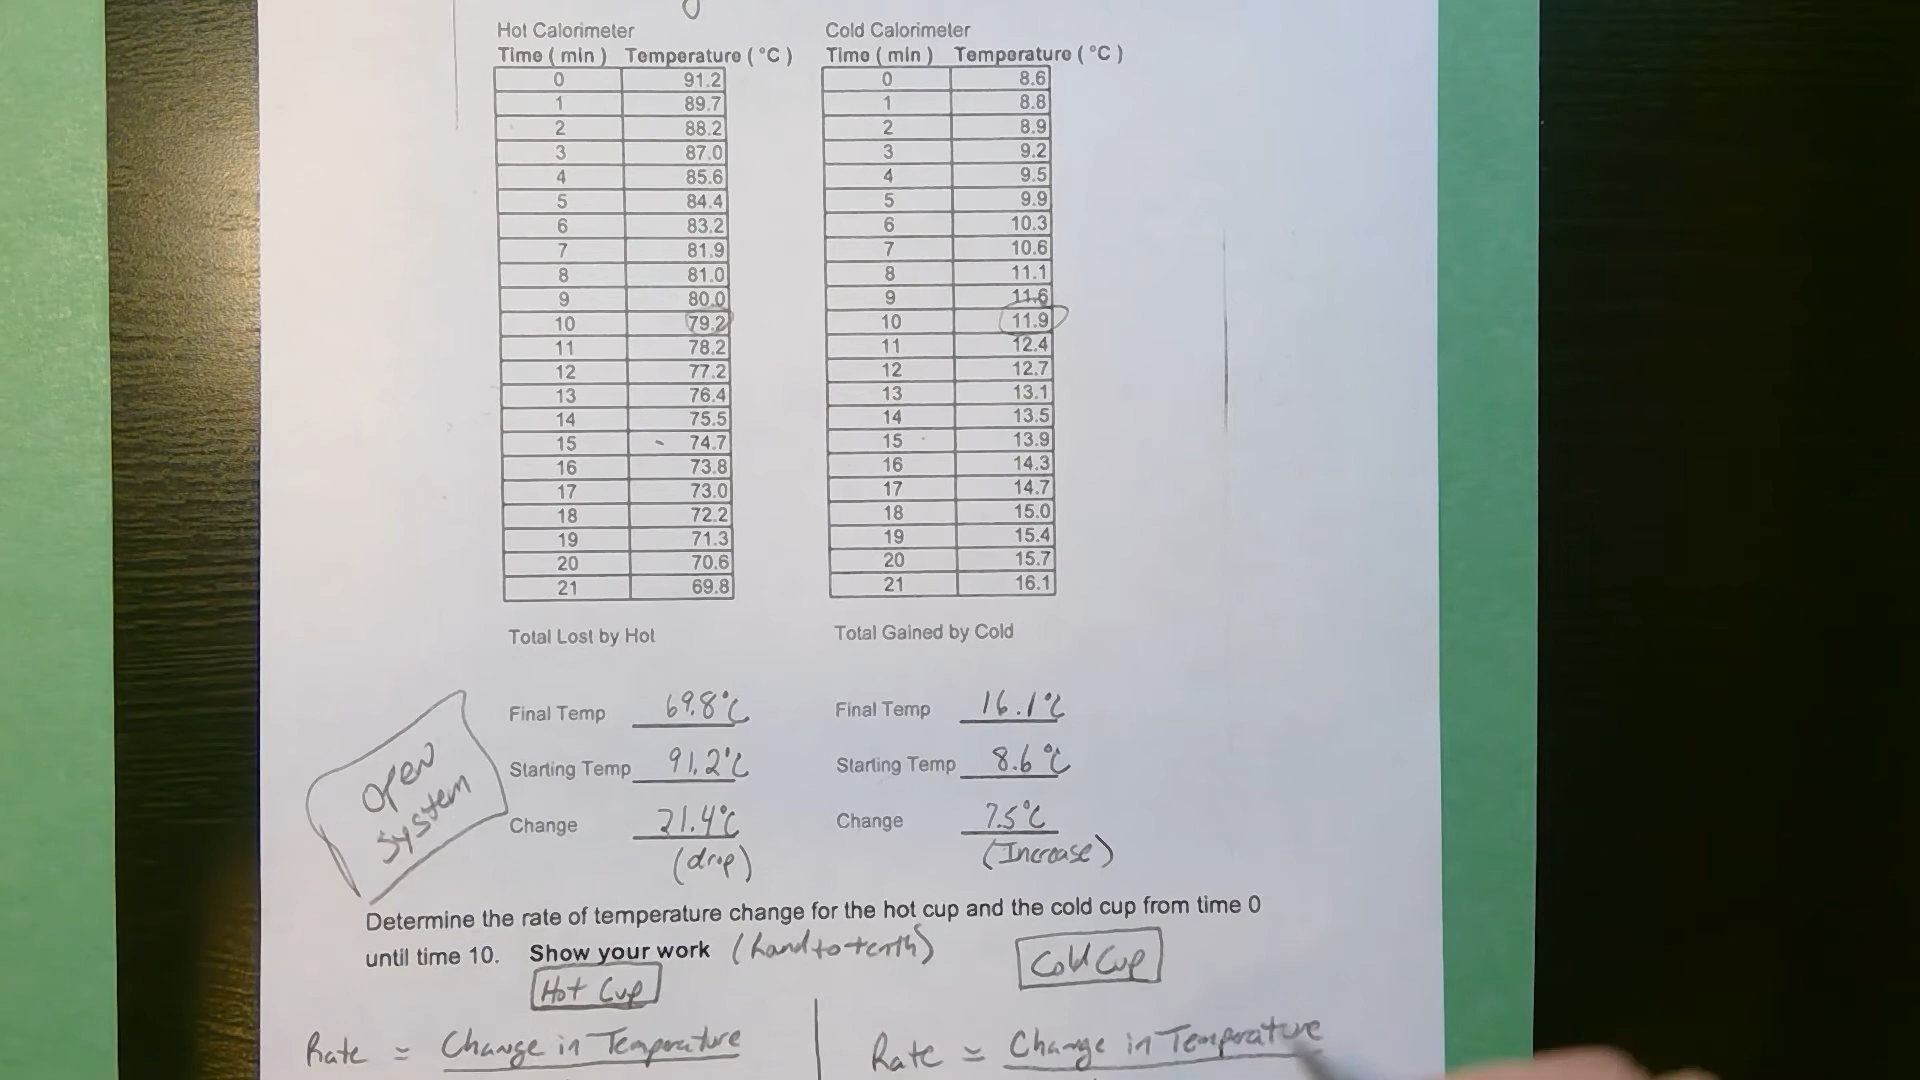 Hot Calorimeter
Time ( min ) Temperature ( °C )
0 91.2
1 89.7
2 88.2
3 87.0
4 85.6
5 84.4
6 83.2
7 81.9
8 81.0
9 80.0
10 79.2
11 78.2
12 77.2
13 76.4
14 75.5
15 74.7
16 73.8
17 73.0
18 72.2
19 71.3
20 70.6
21 69.8
Total Lost by Hot
Final Temp 69.8°C
Starting Temp 91.2°C
Change 21.4°C
(drop)
Cold Calorimeter
Time ( min ) Temperature ( °C )
0 8.6
1 8.8
2 8.9
3 9.2
4 9.5
5 9.9
6 10.3
7 10.6
8 11.1
9 11.6
10 11.9
11 12.4
12 12.7
13 13.1
14 13.5
15 13.9
16 14.3
17 14.7
18 15.0
19 15.4
20 15.7
21 16.1
Total Gained by Cold
Final Temp 16.1°C
Starting Temp 8.6°C
Change 7.5°C
(Increase)
Open
System
Determine the rate of temperature change for the hot cup and the cold cup from time 0
until time 10. Show your work (hand to tenth)
Hot Cup
Rate = Change in Temperature
Cold Cup
Rate = Change in Temperature